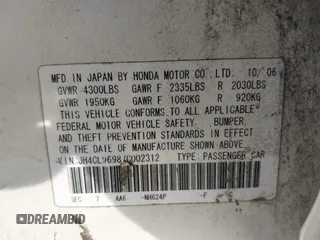 MFD. IN JAPAN BY HONDA MOTOR CO., LTD. 10/06
GVWR 4300LBS GAWR F 2335LBS R 2030LBS
GVWR 1950KG GAWR F 1060KG R 920KG
THIS VEHICLE CONFORMS TO ALL APPLICABLE
FEDERAL MOTOR VEHICLE SAFETY, BUMPER,
AND THEFT PREVENTION STANDARDS IN EFFECT
ON THE DATE OF MANUFACTURE SHOWN ABOVE.
V.I.N. TYPE: PASSENGER CAR
NH624P
DREAMBID